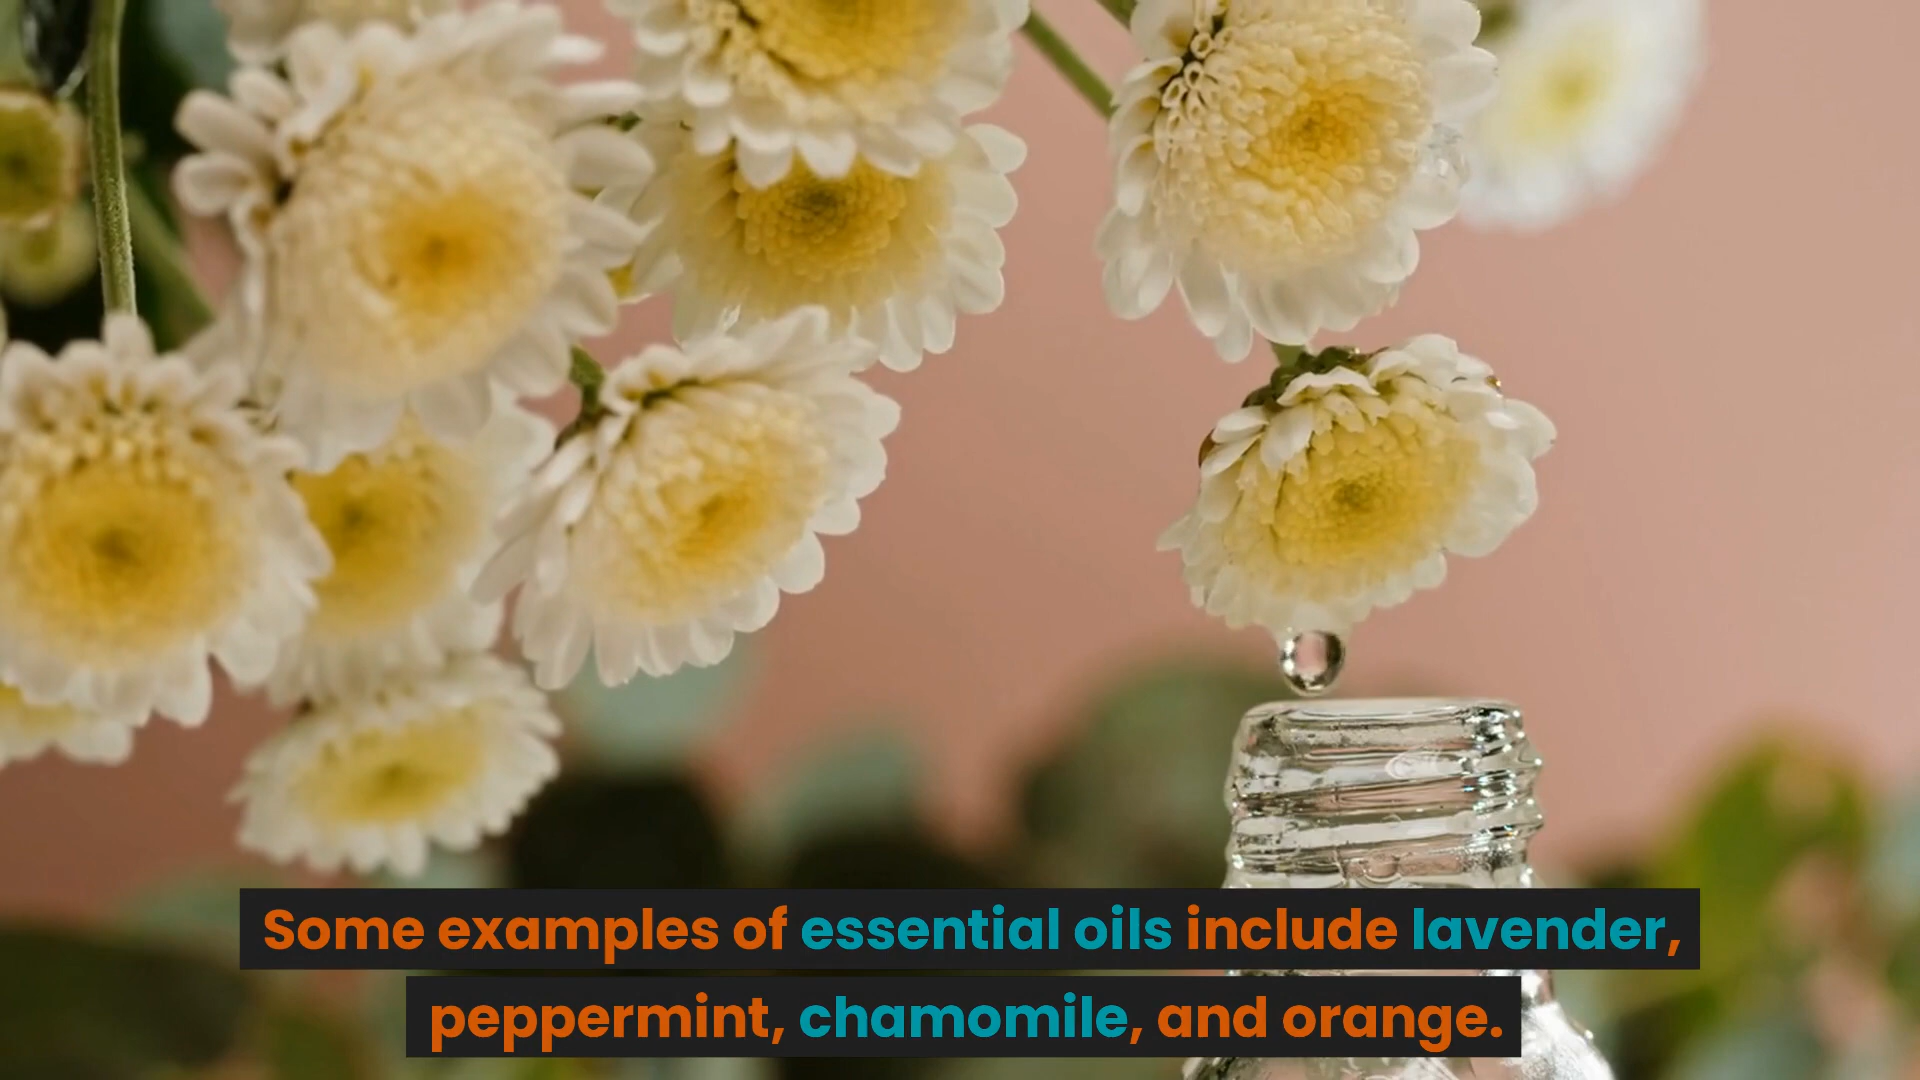 Some examples of essential oils include lavender,
peppermint, chamomile, and orange.